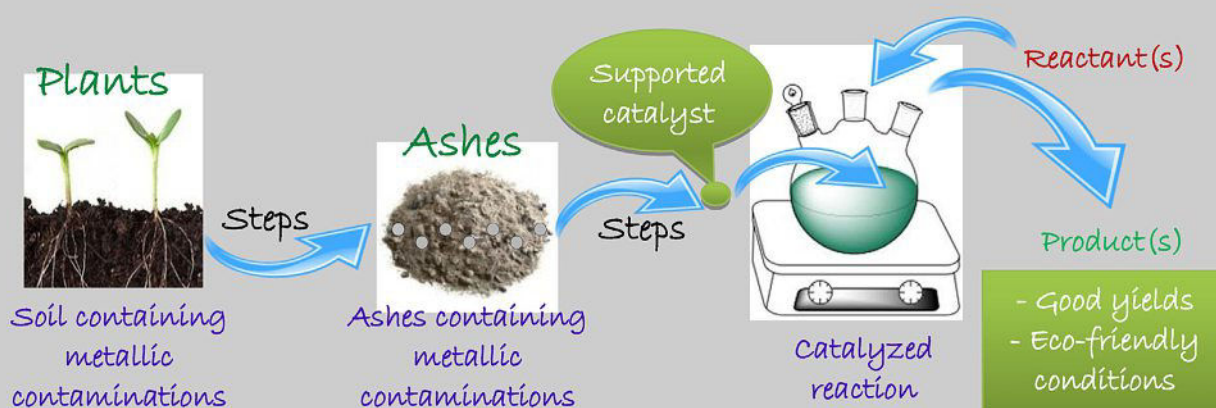 Plants
Soil containing
metallic
contaminations
Steps
Ashes
Ashes containing
metallic
contaminations
Steps
Supported
catalyst
Catalyzed
reaction
Reactant(s)
Product(s)
- Good yields
- Eco-friendly
conditions